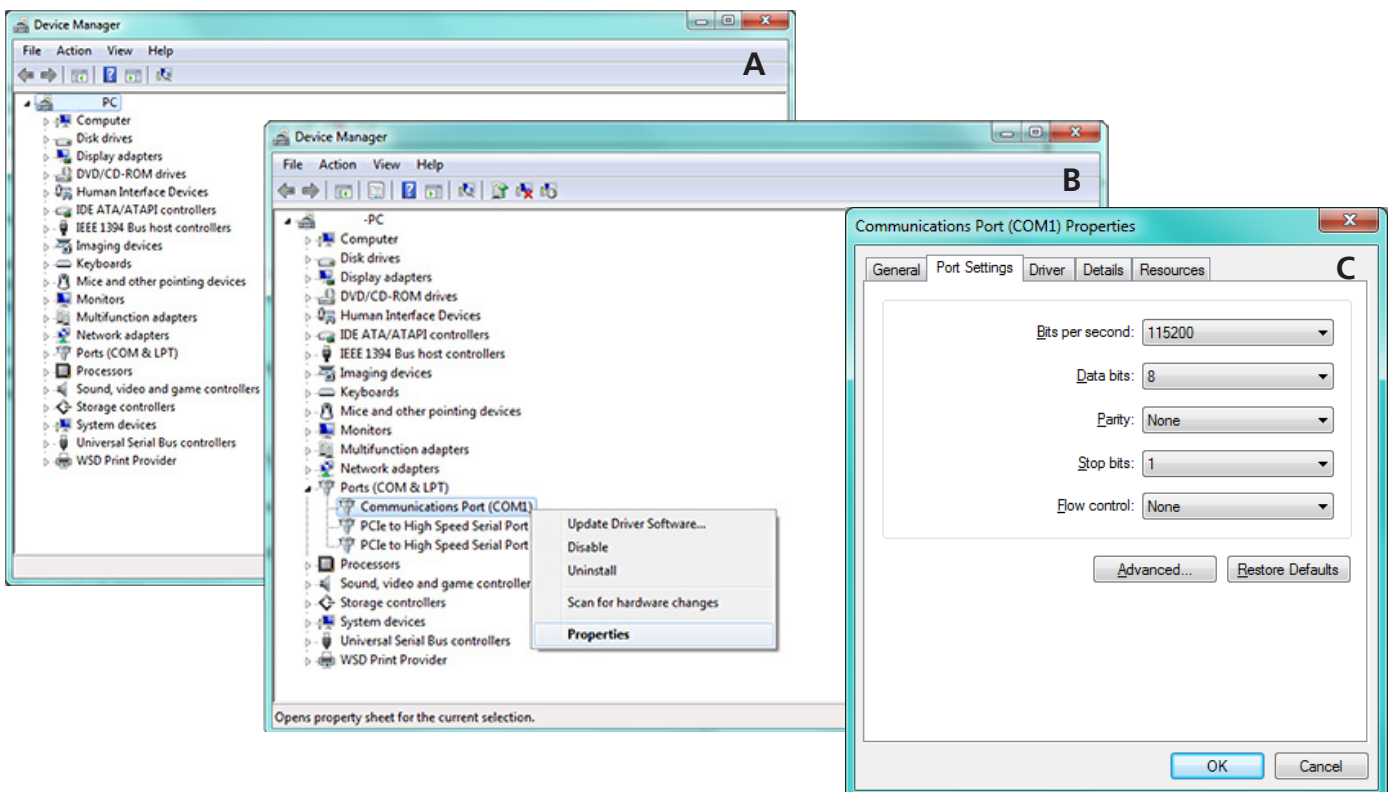 Device Manager
File Action View Help
A
PC
Computer
Disk drives
Display adapters
DVD/CD-ROM drives
Human Interface Devices
IDE ATA/ATAPI controllers
IEEE 1394 Bus host controllers
Imaging devices
Keyboards
Mice and other pointing devices
Monitors
Multifunction adapters
Network adapters
Ports (COM & LPT)
Processors
Sound, video and game controllers
Storage controllers
System devices
Universal Serial Bus controllers
WSD Print Provider
Device Manager
File Action View Help
B
-PC
Computer
Disk drives
Display adapters
DVD/CD-ROM drives
Human Interface Devices
IDE ATA/ATAPI controllers
IEEE 1394 Bus host controllers
Imaging devices
Keyboards
Mice and other pointing devices
Monitors
Multifunction adapters
Network adapters
Ports (COM & LPT)
Communications Port (COM1)
PCIe to High Speed Serial Port
PCIe to High Speed Serial Port
Processors
Sound, video and game controller
Storage controllers
System devices
Universal Serial Bus controllers
WSD Print Provider
Update Driver Software...
Disable
Uninstall
Scan for hardware changes
Properties
Opens property sheet for the current selection.
Communications Port (COM1) Properties
General Port Settings Driver Details Resources
C
Bits per second: 115200
Data bits: 8
Parity: None
Stop bits: 1
Flow control: None
Advanced... Restore Defaults
OK Cancel